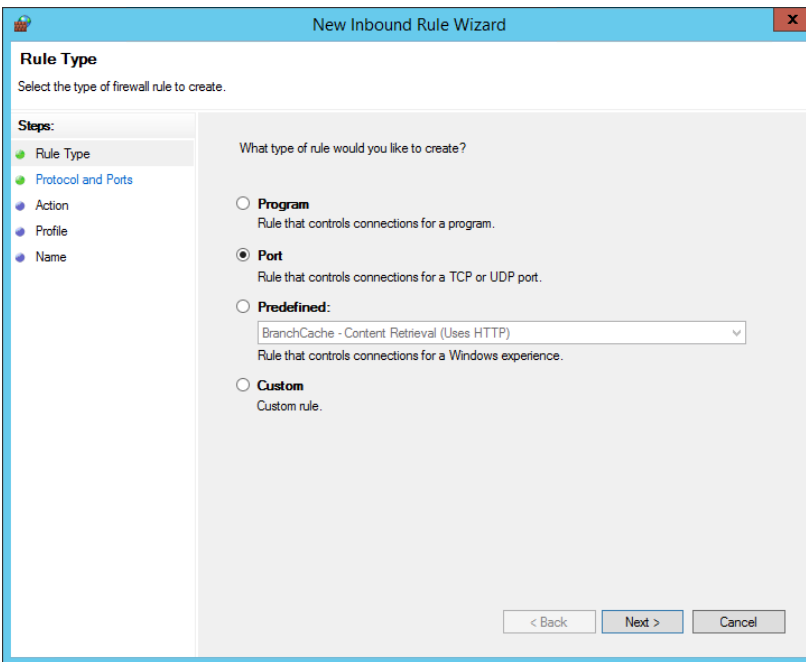 New Inbound Rule Wizard
x
Rule Type
Select the type of firewall rule to create.
Steps:
Rule Type
Protocol and Ports
Action
Profile
Name
What type of rule would you like to create?
Program
Rule that controls connections for a program.
Port
Rule that controls connections for a TCP or UDP port.
Predefined:
BranchCache - Content Retrieval (Uses HTTP)
Rule that controls connections for a Windows experience.
Custom
Custom rule.
< Back Next > Cancel